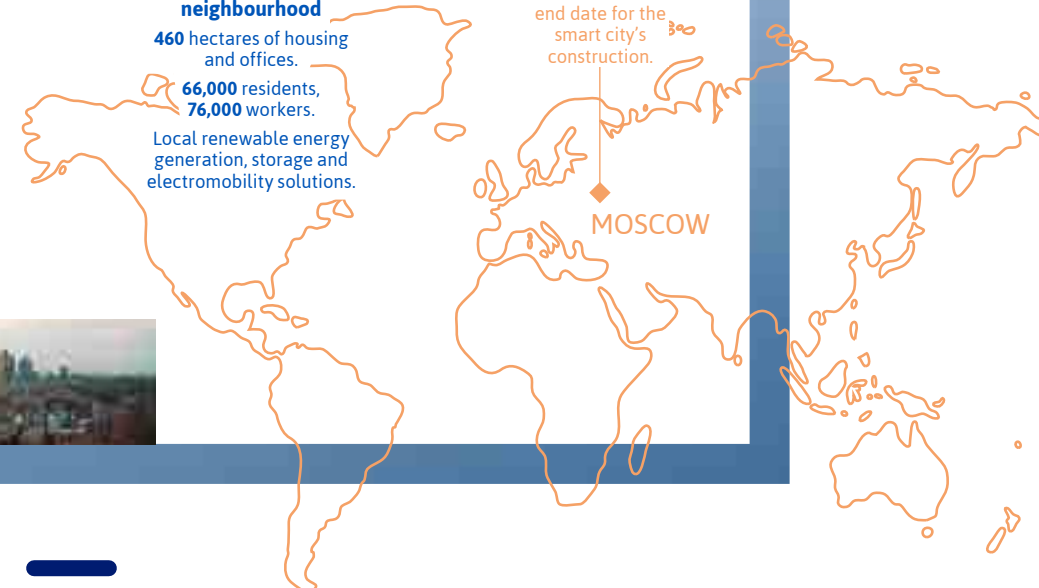 neighbourhood
460 hectares of housing
and offices.
66,000 residents,
76,000 workers.
Local renewable energy
generation, storage and
electromobility solutions.
end date for the
smart city's
construction.
MOSCOW